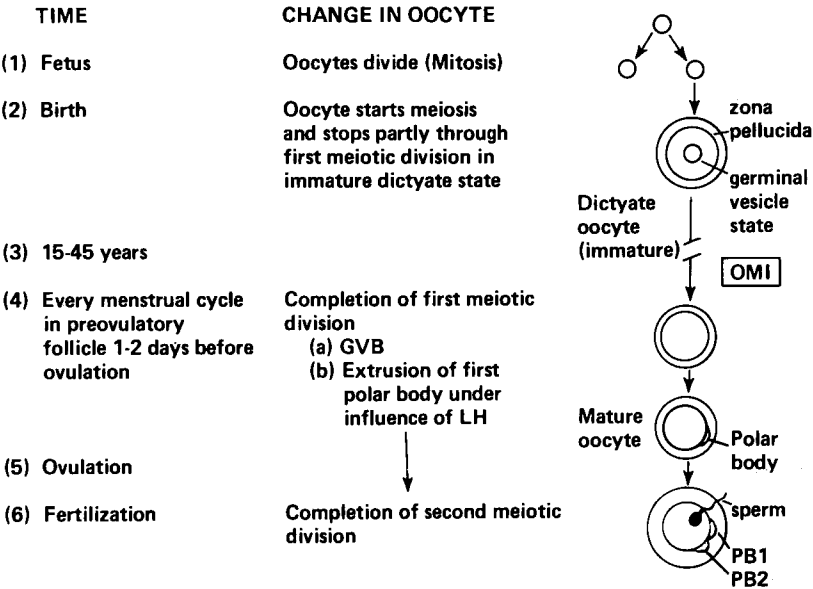 TIME
CHANGE IN OOCYTE
(1) Fetus
Oocytes divide (Mitosis)
(2) Birth
Oocyte starts meiosis
and stops partly through
first meiotic division in
immature dictyate state
zona
pellucida
germinal
vesicle
state
Dictyate
oocyte
(immature)
(3) 15-45 years
OMI
(4) Every menstrual cycle
in preovulatory
follicle 1-2 days before
ovulation
Completion of first meiotic
division
(a) GVB
(b) Extrusion of first
polar body under
influence of LH
Mature
oocyte
Polar
body
(5) Ovulation
(6) Fertilization
Completion of second meiotic
division
sperm
PB1
PB2